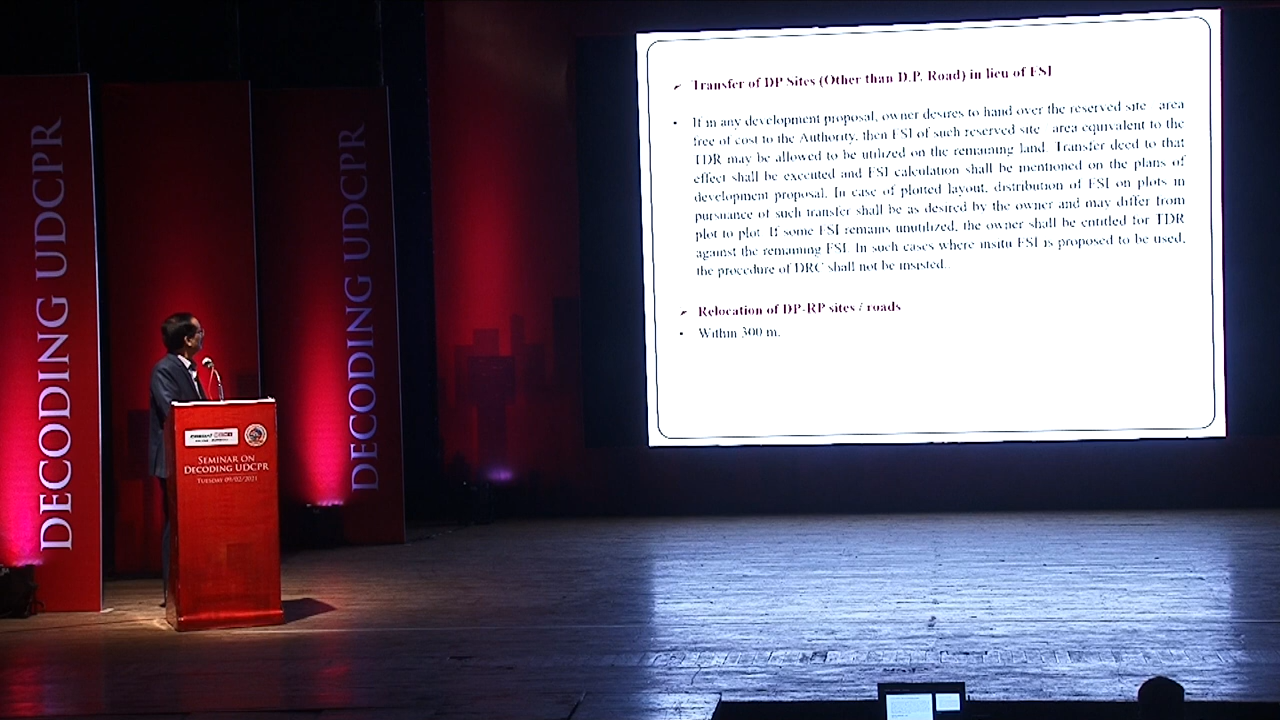 DECODING UDCPR
DECODING UDCPR
SEMINAR ON
DECODING UDCPR
TUESDAY 09/02/2021
Transfer of DP Sites (Other than D.P. Road) in lieu of FSI
If in any development proposal, owner desires to hand over the reserved site area
free of cost to the Authority, then FSI of such reserved site area equivalent to the
TDR may be allowed to be utilized on the remaining land. Transfer deed to that
effect shall be executed and FSI calculation shall be mentioned on the plans of
development proposal. In case of plotted layout, distribution of FSI on plots in
pursuance of such transfer shall be as desired by the owner and may differ from
plot to plot. If some FSI remains unutilized, the owner shall be entitled for TDR
against the remaining FSI. In such cases where insitu FSI is proposed to be used,
the procedure of DRC shall not be insisted..
Relocation of DP-RP sites / roads
Within 300 m.